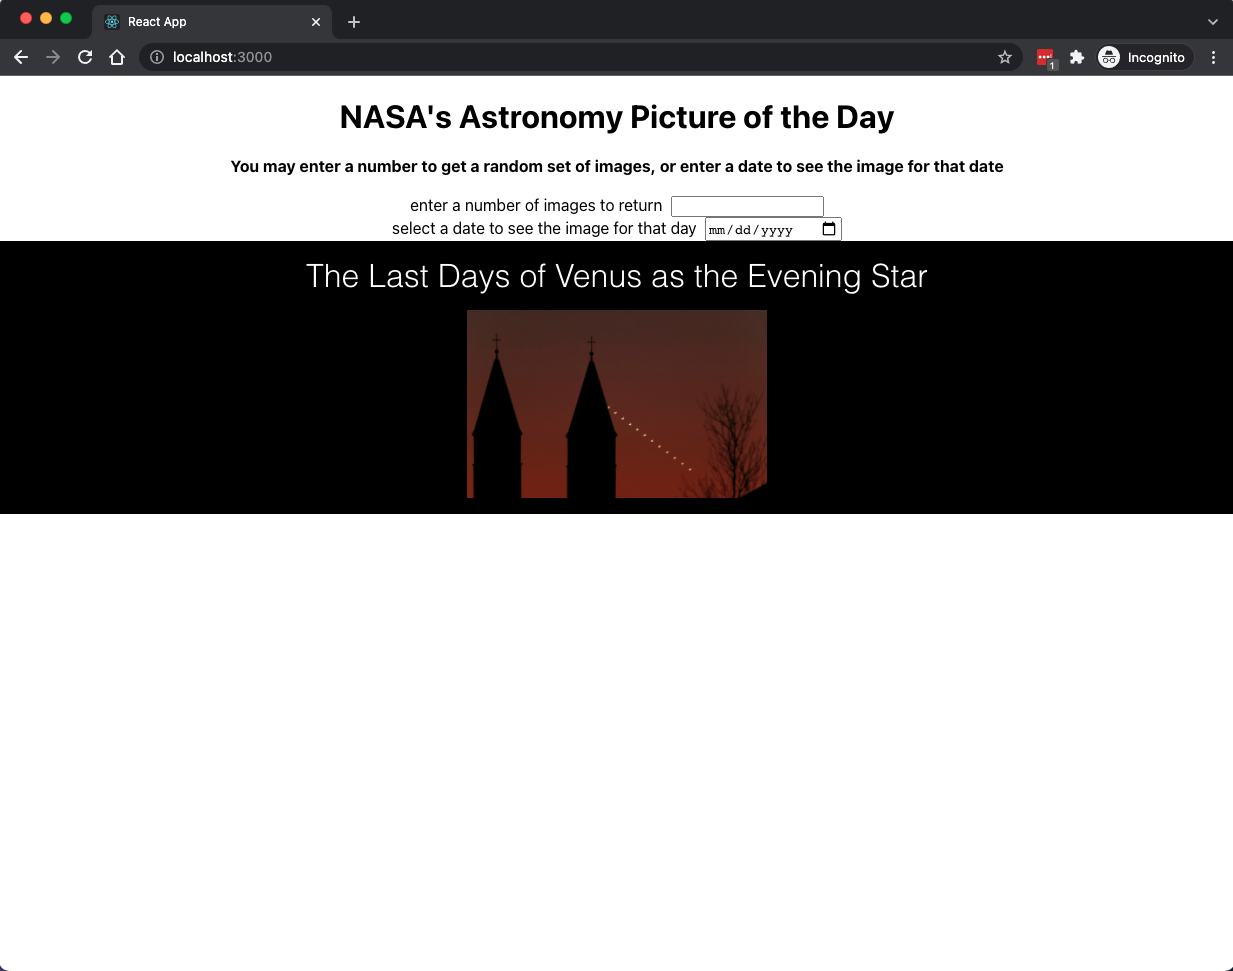 React App
localhost:3000
1
Incognito
NASA's Astronomy Picture of the Day
You may enter a number to get a random set of images, or enter a date to see the image for that date
enter a number of images to return
select a date to see the image for that day mm/dd/yyyy
The Last Days of Venus as the Evening Star